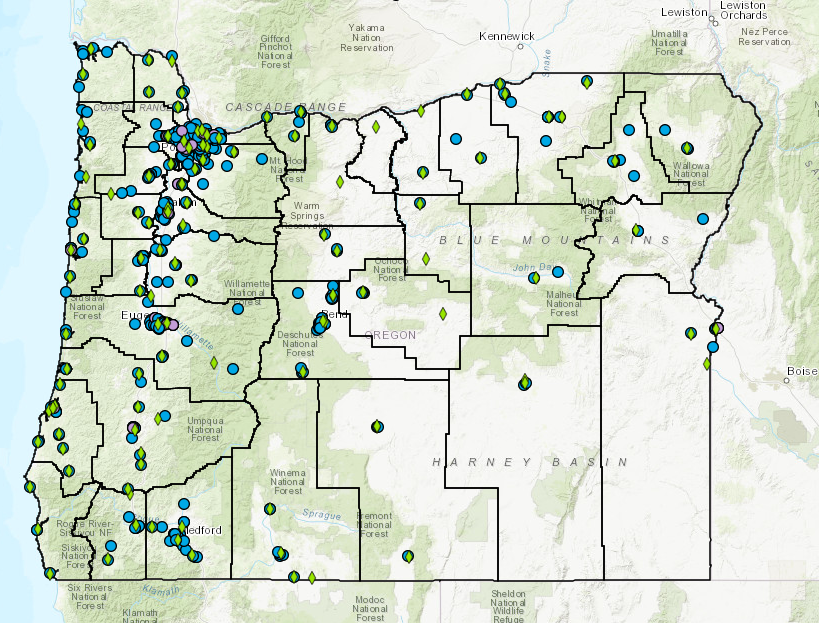 Lewiston
Lewiston
Orchards
Nez Perce
Reservation
Gifford
Pinchot
National
Forest
Yakama
Nation
Reservation
Kennewick
Snake
Umatilla
National
Forest
COASTAL RANGE
CASCADE RANGE
Mt. Hood
National
Forest
Wallowa
National
Forest
Warm
Springs
Reservation
National
Forest
BLUE MOUNTAINS
Ochoco
National
Forest
John Day
Malheur
National
Forest
Siuslaw
National
Forest
Willamette
National
Forest
Willamette
Bend
Deschutes
National
Forest
OREGON
Boise
Umpqua
National
Forest
HARNEY BASIN
Winema
National
Forest
Sprague
Fremont
National
Forest
Rogue River-
Siskiyou NF
Medford
Siskiyou
National
Forest
Six Rivers
National
Forest
Klamath
Klamath
National
Modoc
National
Forest
Sheldon
National
Wildlife
Refuge